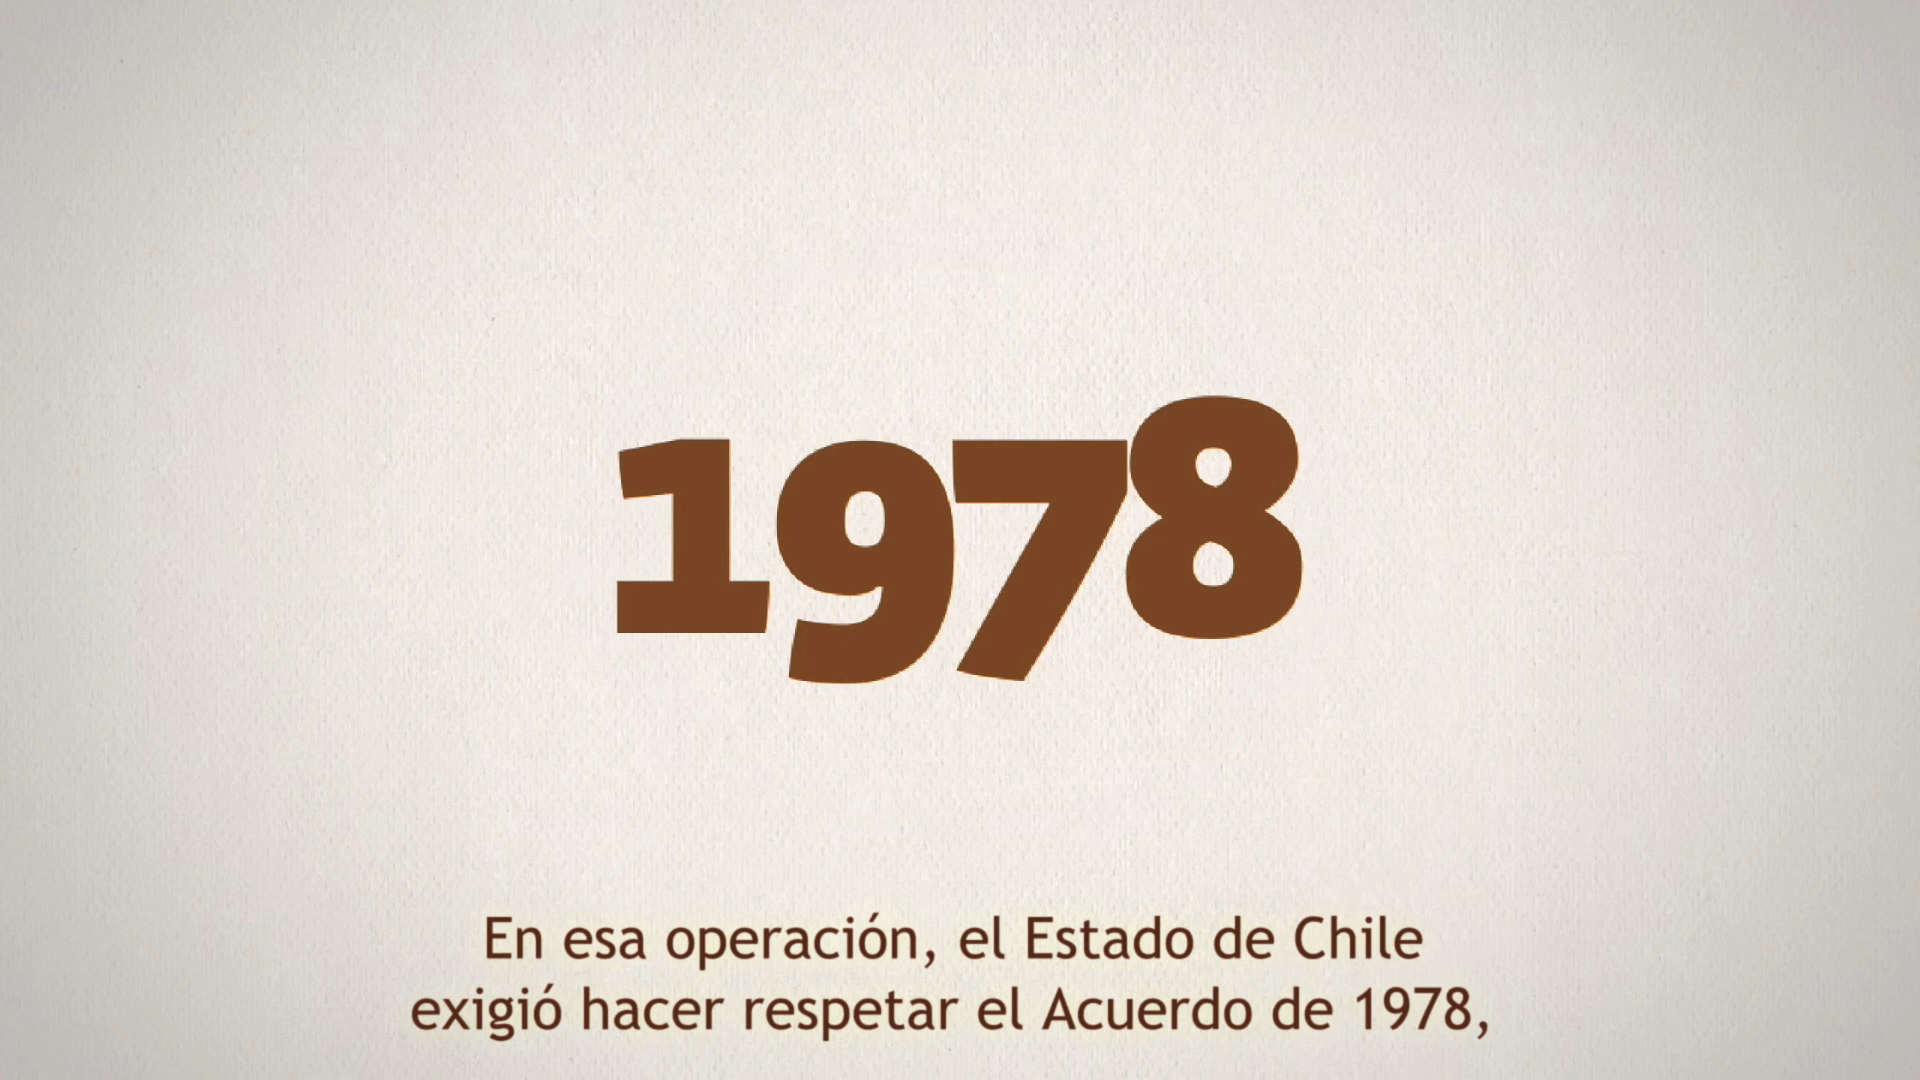 1978
En esa operación, el Estado de Chile
exigió hacer respetar el Acuerdo de 1978,